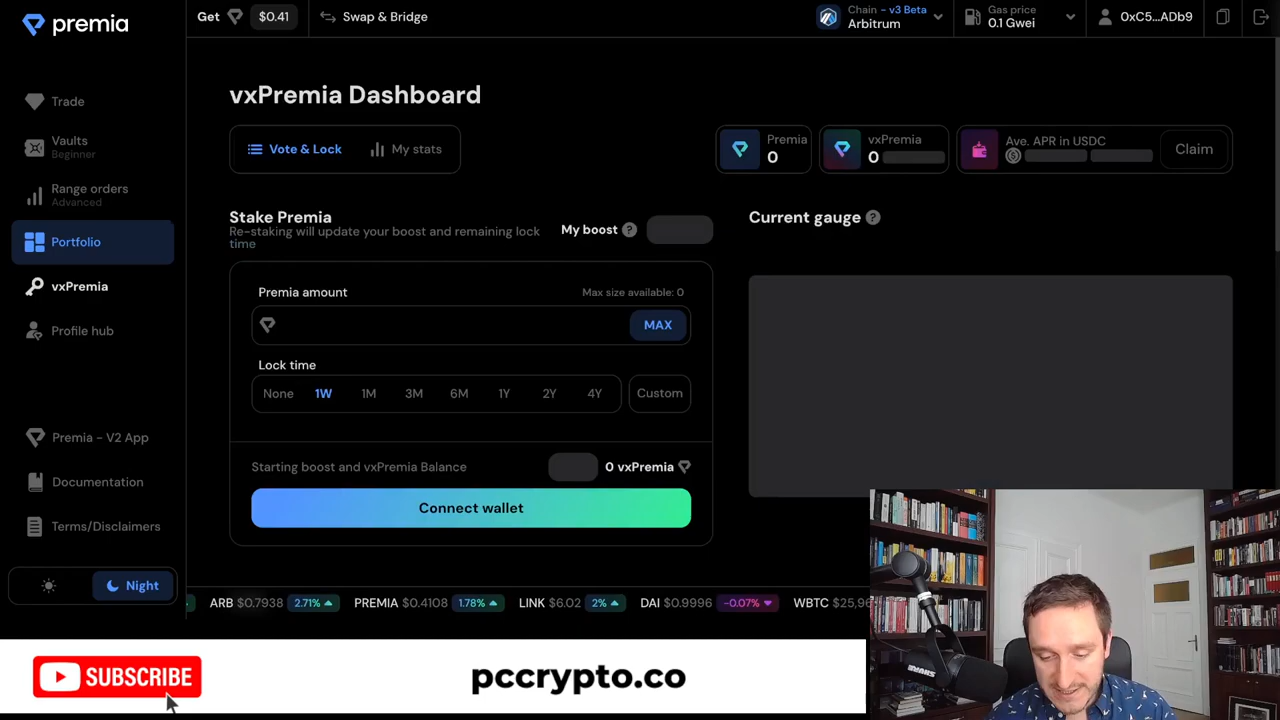 premia
Get $0.41 Swap & Bridge
Chain - v3 Beta
Arbitrum
Gas price
0.1 Gwei
0xC5...ADb9
Trade
Vaults
Beginner
Range orders
Advanced
Portfolio
vxPremia
Profile hub
Premia - V2 App
Documentation
Terms/Disclaimers
Night
vxPremia Dashboard
Vote & Lock My stats
Premia
0
vxPremia
0
Ave. APR in USDC
Claim
Stake Premia
Re-staking will update your boost and remaining lock
time
My boost ?
Current gauge ?
Premia amount Max size available: 0
MAX
Lock time
None 1W 1M 3M 6M 1Y 2Y 4Y Custom
Starting boost and vxPremia Balance 0 vxPremia
Connect wallet
ARB $0.7938 2.71% PREMIA $0.4108 1.78% LINK $6.02 2% DAI $0.9996 -0.07% WBTC $25,96
SUBSCRIBE
pccrypto.co